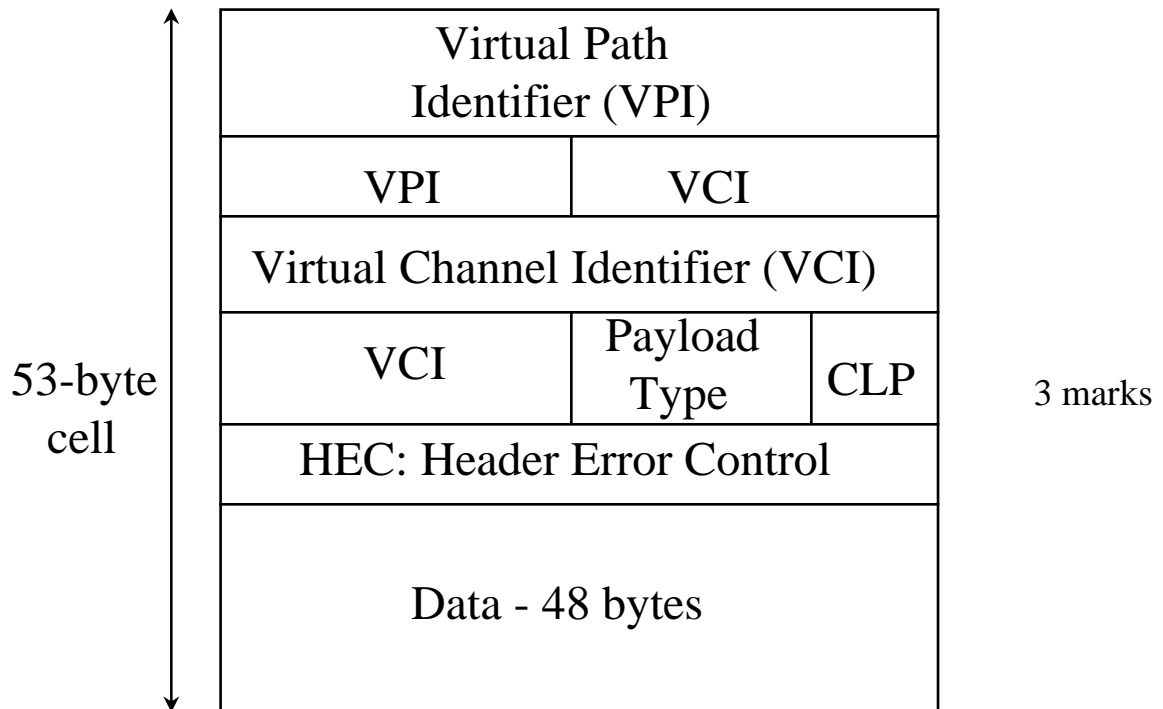 Virtual Path
Identifier (VPI)
VPI VCI
Virtual Channel Identifier (VCI)
VCI Payload Type CLP
53-byte
cell
3 marks
HEC: Header Error Control
Data - 48 bytes